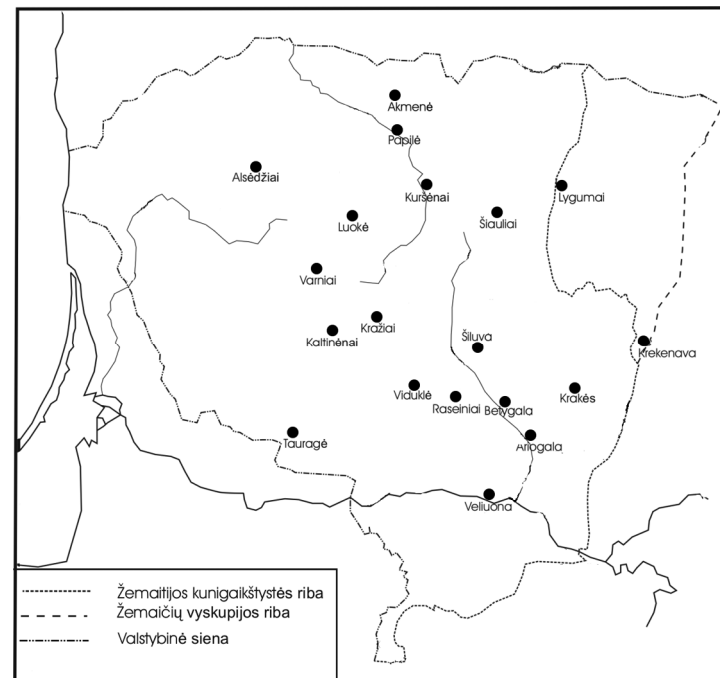 Akmenė
Papilė
Alsėdžiai
Kuršėnai
Lygumai
Luokė
Šiauliai
Varniai
Kražiai
Kaltinėnai
Šiluva
Krekenava
Viduklė
Raseiniai
Betygala
Krakės
Tauragė
Ariogala
Veliuona
Žemaitijos kunigaikštystės riba
Žemaičių vyskupijos riba
Valstybinė siena